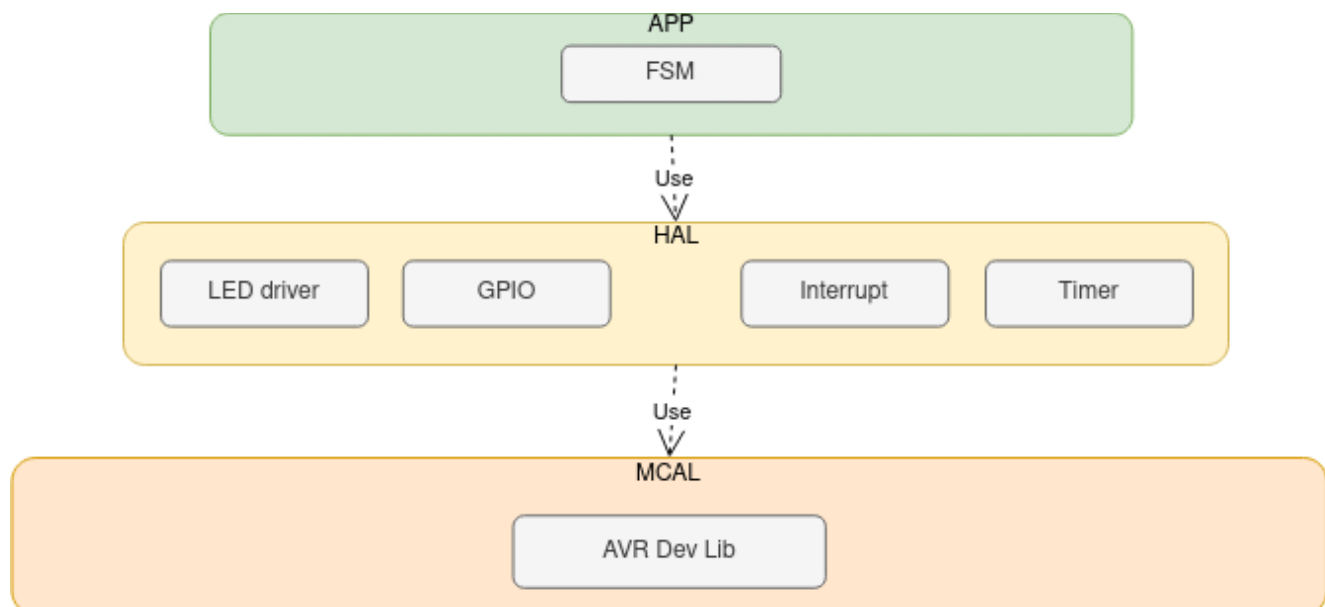 APP
FSM
Use
HAL
LED driver
GPIO
Interrupt
Timer
Use
MCAL
AVR Dev Lib